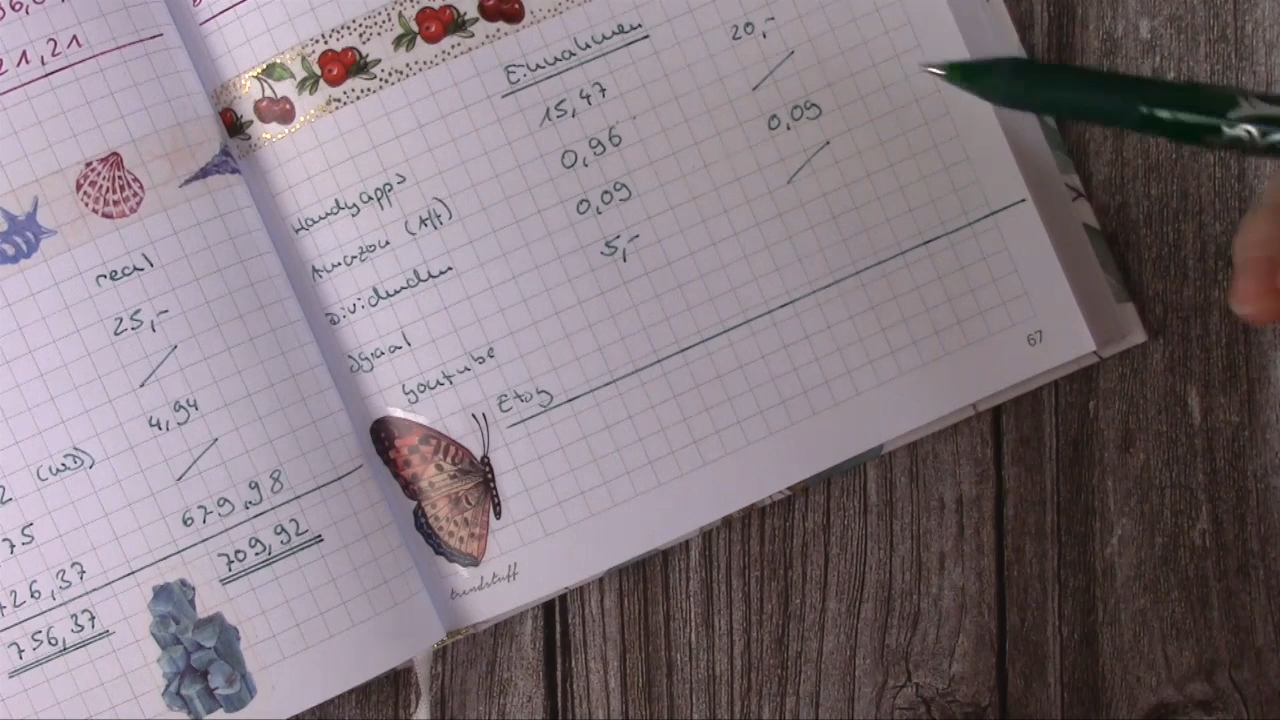 21,21
real
25,-
/
4,94
/
679,98
709,92
(WD)
75
26,37
756,37
Einnahmen
Handyapps 15,47 20,-
Amazon (Aff) 0,96 /
Dividenden 0,09 0,09
5,- /
youtube
Etsy
67
trendstuff